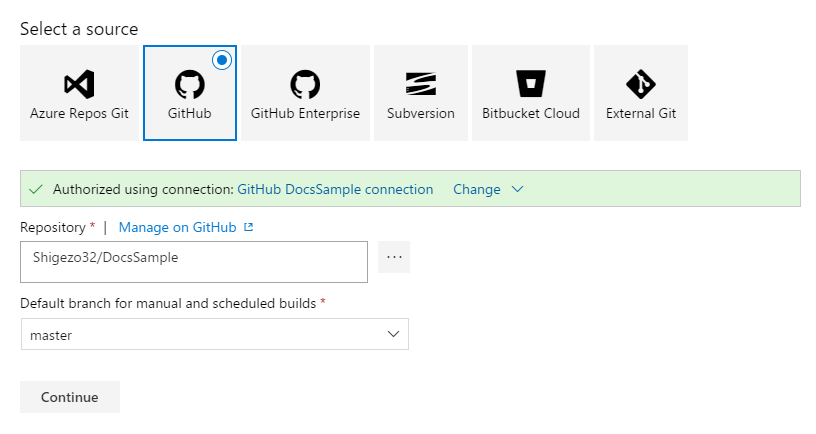 Select a source
Azure Repos Git
GitHub
GitHub Enterprise
Subversion
Bitbucket Cloud
External Git
Authorized using connection: GitHub DocsSample connection Change
Repository * | Manage on GitHub
Shigezo32/DocsSample
...
Default branch for manual and scheduled builds *
master
Continue